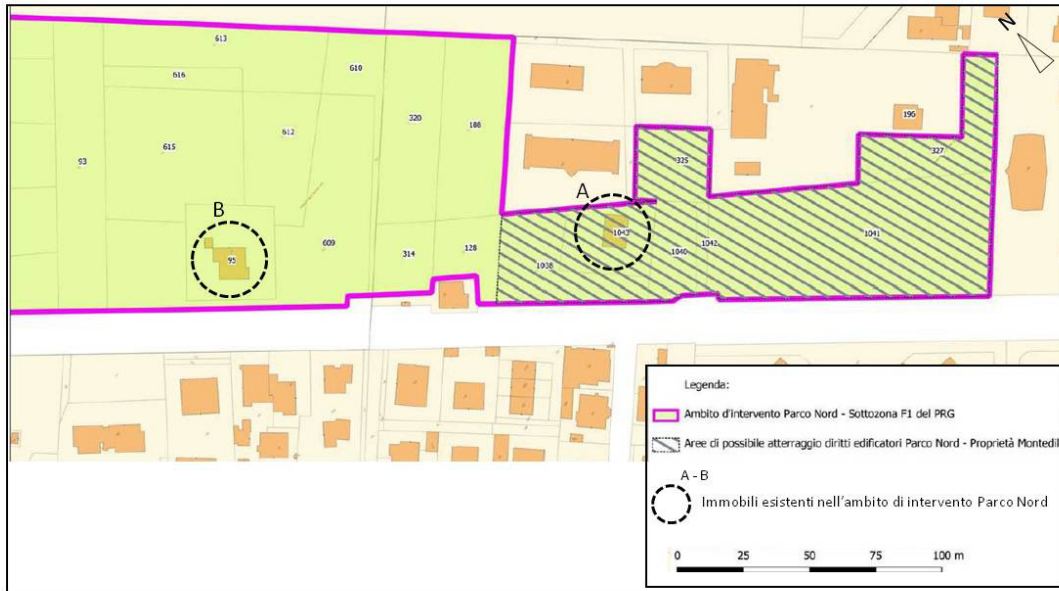 613
N
616
610
320
188
196
93
615
612
325
327
B
A
95
609
314
128
1038
1043
1040
1042
1041
Legenda:
Ambito d'intervento Parco Nord - Sottozona F1 del PRG
Aree di possibile atterraggio diritti edificatori Parco Nord - Proprietà Montedil
A - B
Immobili esistenti nell'ambito di intervento Parco Nord
0 25 50 75 100 m